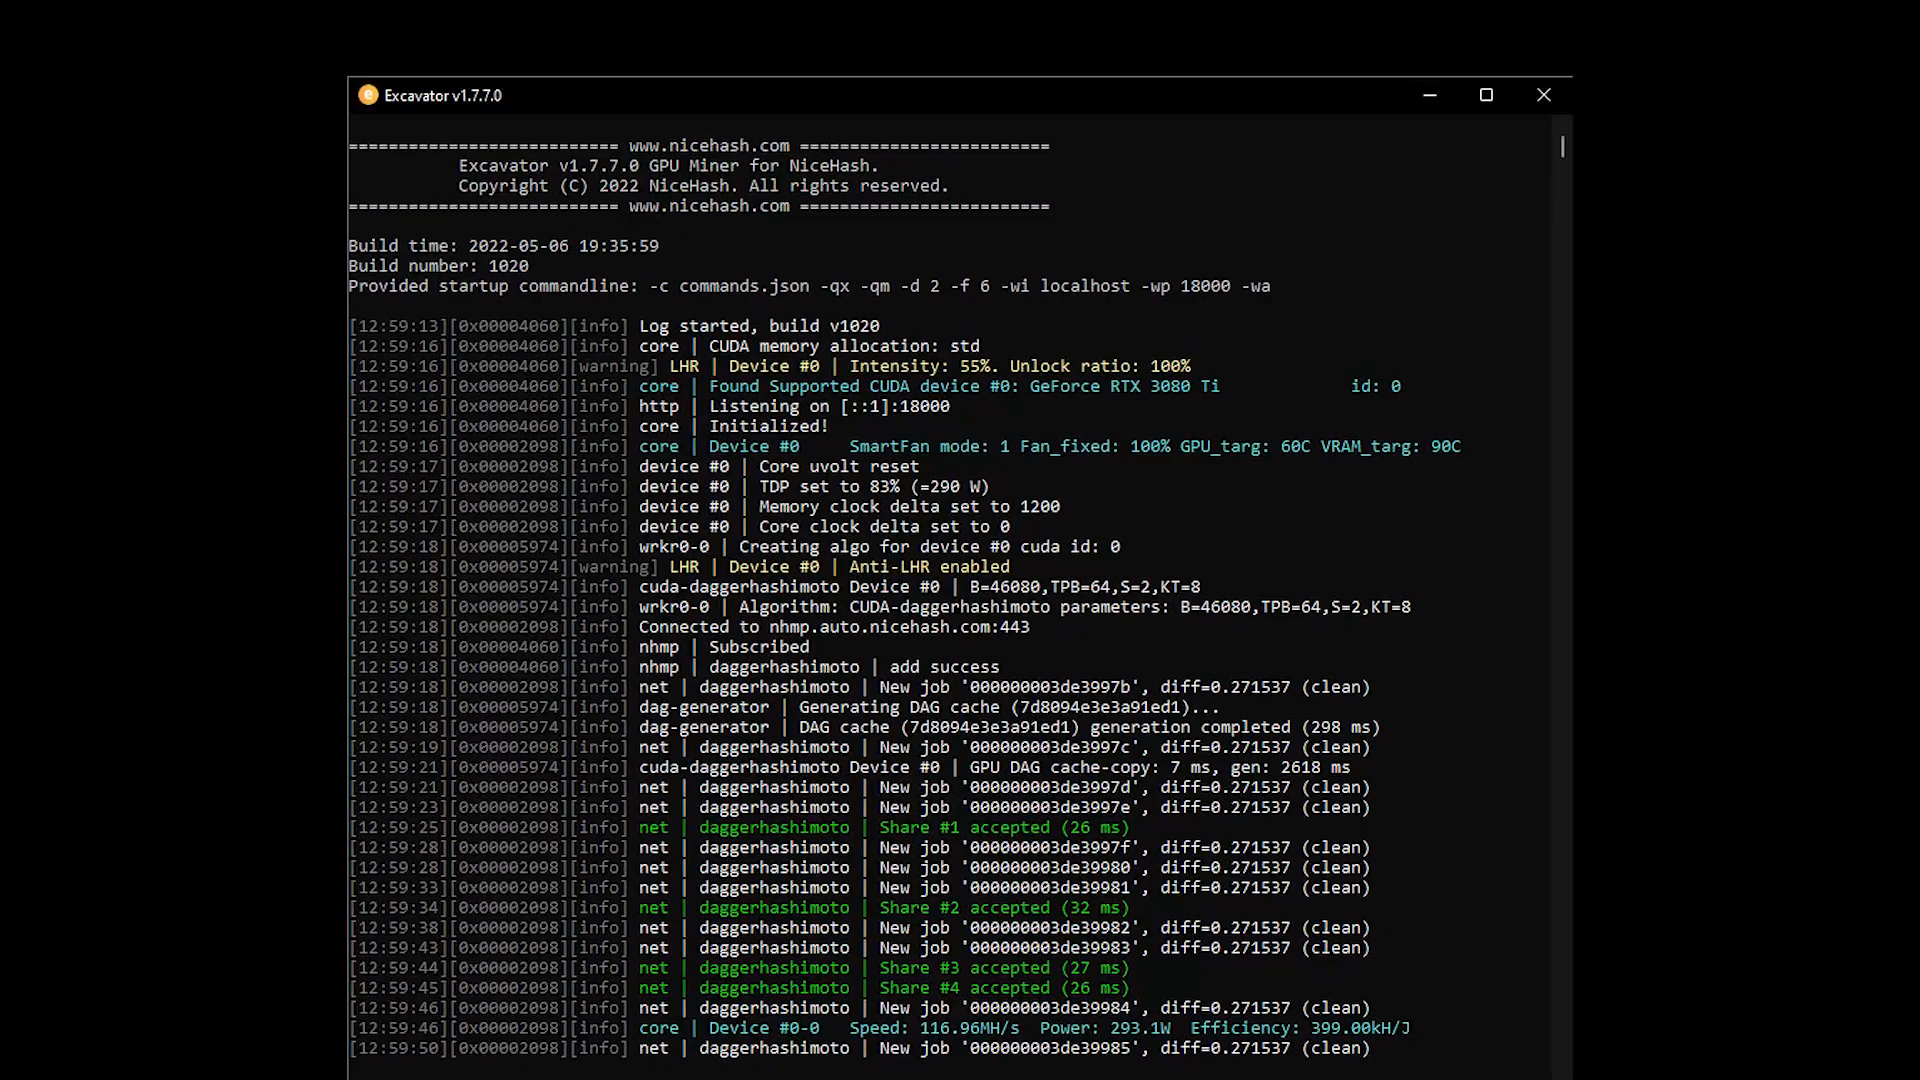 e Excavator v1.7.7.0
=========================== www.nicehash.com =========================
Excavator v1.7.7.0 GPU Miner for NiceHash.
Copyright (C) 2022 NiceHash. All rights reserved.
=========================== www.nicehash.com =========================
Build time: 2022-05-06 19:35:59
Build number: 1020
Provided startup commandline: -c commands.json -qx -qm -d 2 -f 6 -wi localhost -wp 18000 -wa
[12:59:13][0x00004060][info] Log started, build v1020
[12:59:16][0x00004060][info] core | CUDA memory allocation: std
[12:59:16][0x00004060][warning] LHR | Device #0 | Intensity: 55%. Unlock ratio: 100%
[12:59:16][0x00004060][info] core | Found Supported CUDA device #0: GeForce RTX 3080 Ti id: 0
[12:59:16][0x00004060][info] http | Listening on [::1]:18000
[12:59:16][0x00004060][info] core | Initialized!
[12:59:16][0x00002098][info] core | Device #0 SmartFan mode: 1 Fan_fixed: 100% GPU_targ: 60C VRAM_targ: 90C
[12:59:17][0x00002098][info] device #0 | Core uvolt reset
[12:59:17][0x00002098][info] device #0 | TDP set to 83% (=290 W)
[12:59:17][0x00002098][info] device #0 | Memory clock delta set to 1200
[12:59:17][0x00002098][info] device #0 | Core clock delta set to 0
[12:59:18][0x00005974][info] wrkr0-0 | Creating algo for device #0 cuda id: 0
[12:59:18][0x00005974][warning] LHR | Device #0 | Anti-LHR enabled
[12:59:18][0x00005974][info] cuda-daggerhashimoto Device #0 | B=46080,TPB=64,S=2,KT=8
[12:59:18][0x00005974][info] wrkr0-0 | Algorithm: CUDA-daggerhashimoto parameters: B=46080,TPB=64,S=2,KT=8
[12:59:18][0x00002098][info] Connected to nhmp.auto.nicehash.com:443
[12:59:18][0x00004060][info] nhmp | Subscribed
[12:59:18][0x00004060][info] nhmp | daggerhashimoto | add success
[12:59:18][0x00002098][info] net | daggerhashimoto | New job '000000003de3997b', diff=0.271537 (clean)
[12:59:18][0x00002098][info] dag-generator | Generating DAG cache (7d8094e3e3a91ed1)...
[12:59:18][0x00002098][info] dag-generator | DAG cache (7d8094e3e3a91ed1) generation completed (298 ms)
[12:59:19][0x00002098][info] net | daggerhashimoto | New job '000000003de3997c', diff=0.271537 (clean)
[12:59:21][0x00005974][info] cuda-daggerhashimoto Device #0 | GPU DAG cache-copy: 7 ms, gen: 2618 ms
[12:59:21][0x00002098][info] net | daggerhashimoto | New job '000000003de3997d', diff=0.271537 (clean)
[12:59:23][0x00002098][info] net | daggerhashimoto | New job '000000003de3997e', diff=0.271537 (clean)
[12:59:25][0x00002098][info] net | daggerhashimoto | Share #1 accepted (26 ms)
[12:59:28][0x00002098][info] net | daggerhashimoto | New job '000000003de3997f', diff=0.271537 (clean)
[12:59:28][0x00002098][info] net | daggerhashimoto | New job '000000003de39980', diff=0.271537 (clean)
[12:59:33][0x00002098][info] net | daggerhashimoto | New job '000000003de39981', diff=0.271537 (clean)
[12:59:34][0x00002098][info] net | daggerhashimoto | Share #2 accepted (32 ms)
[12:59:38][0x00002098][info] net | daggerhashimoto | New job '000000003de39982', diff=0.271537 (clean)
[12:59:43][0x00002098][info] net | daggerhashimoto | New job '000000003de39983', diff=0.271537 (clean)
[12:59:44][0x00002098][info] net | daggerhashimoto | Share #3 accepted (27 ms)
[12:59:45][0x00002098][info] net | daggerhashimoto | Share #4 accepted (26 ms)
[12:59:46][0x00002098][info] net | daggerhashimoto | New job '000000003de39984', diff=0.271537 (clean)
[12:59:46][0x00002098][info] core | Device #0-0 Speed: 116.96MH/s Power: 293.1W Efficiency: 399.00kH/J
[12:59:50][0x00002098][info] net | daggerhashimoto | New job '000000003de39985', diff=0.271537 (clean)